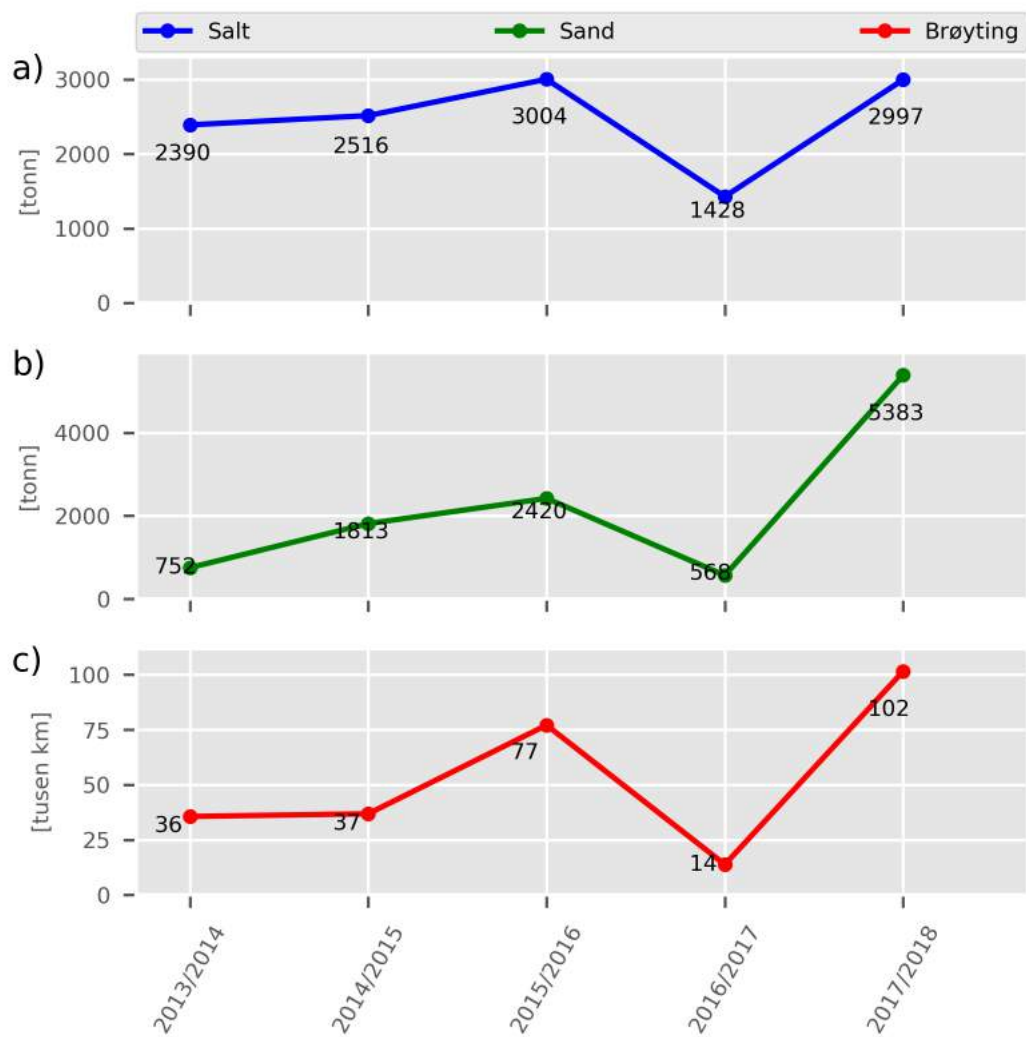 Salt Sand Brøyting
a)
3000
2000
1000
0
[tonn]
2390 2516 3004 1428 2997
b)
4000
2000
0
[tonn]
752 1813 2420 568 5383
c)
100
75
50
25
0
[tusen km]
36 37 77 14 102
2013/2014 2014/2015 2015/2016 2016/2017 2017/2018